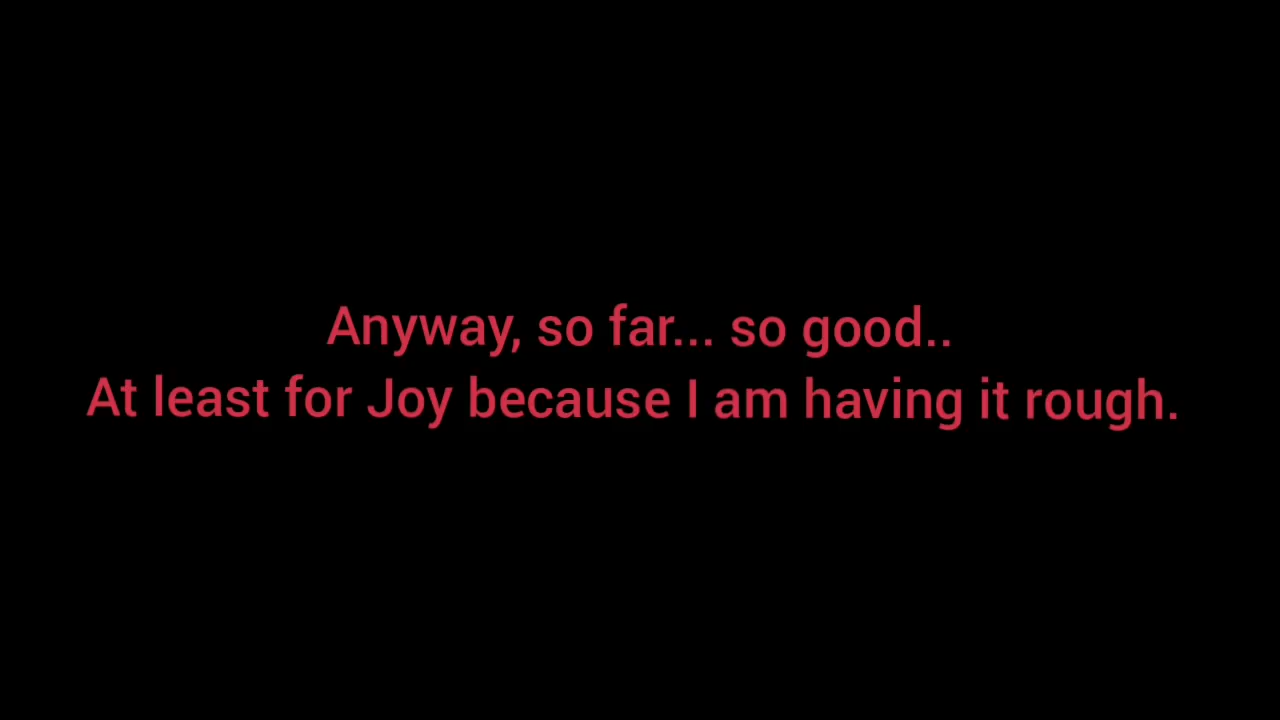 Anyway, so far... so good..
At least for Joy because I am having it rough.